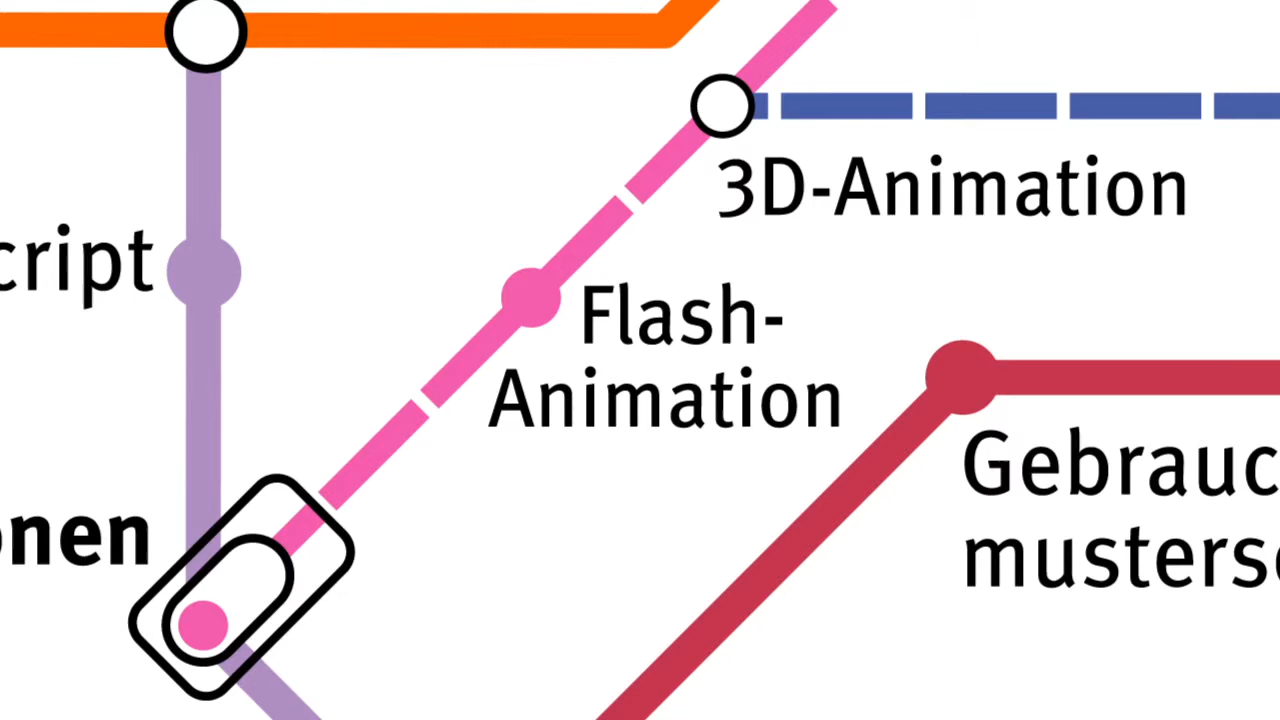 3D-Animation
cript
Flash-
Animation
Gebrauc
onen
musters